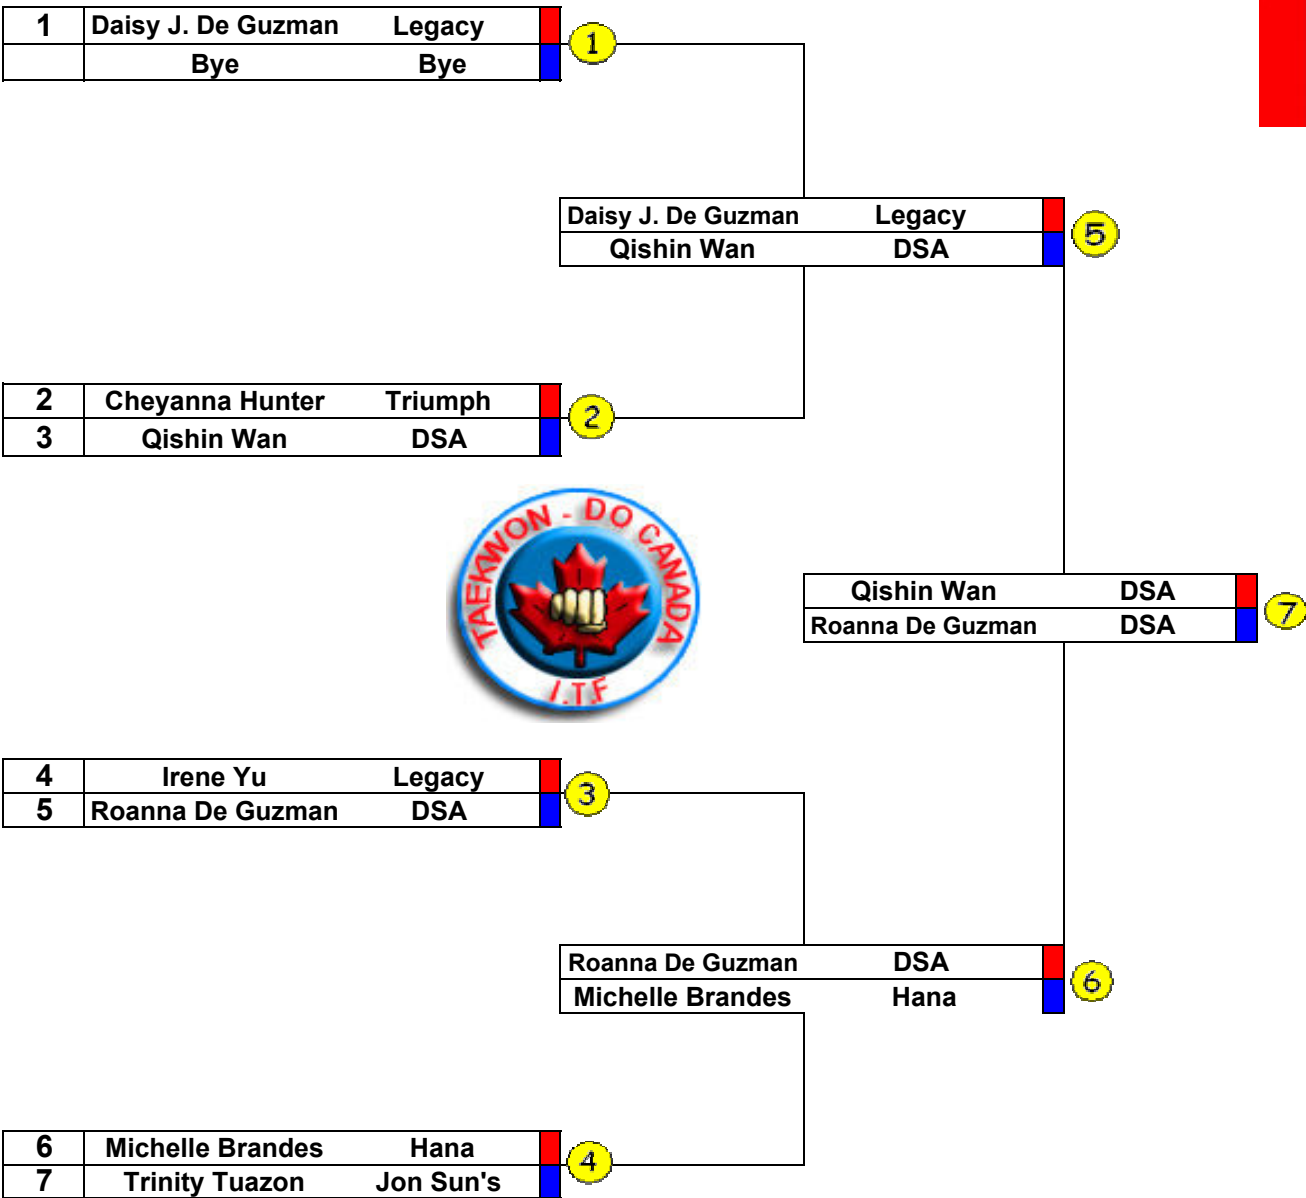 1 Daisy J. De Guzman Legacy
1
Bye Bye
Daisy J. De Guzman Legacy
5
Qishin Wan DSA
2 Cheyanna Hunter Triumph
2
3 Qishin Wan DSA
TAEKWON - DO CANADA
I.T.F
Qishin Wan DSA
7
Roanna De Guzman DSA
4 Irene Yu Legacy
3
5 Roanna De Guzman DSA
Roanna De Guzman DSA
6
Michelle Brandes Hana
6 Michelle Brandes Hana
4
7 Trinity Tuazon Jon Sun's